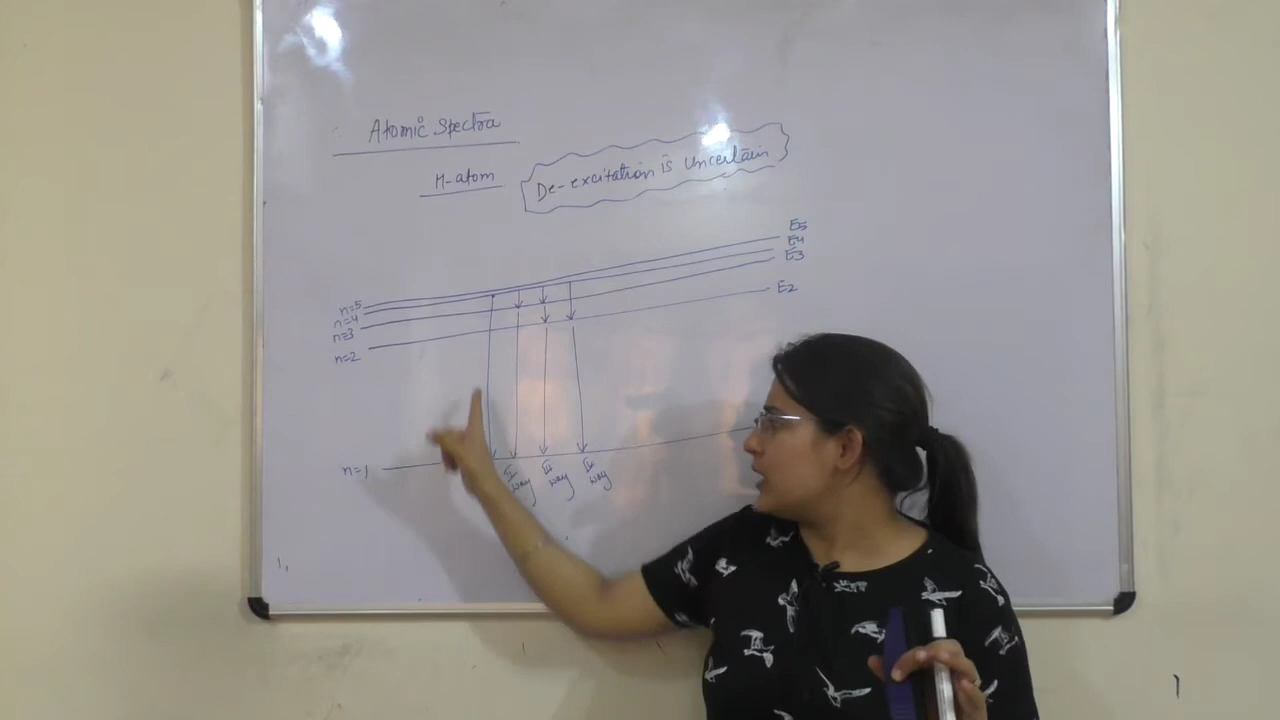 Atomic Spectra
H-atom
De-excitation is Uncertain
E5
E4
E3
E2
n=5
n=4
n=3
n=2
n=1
II way
III way
IV way
1,